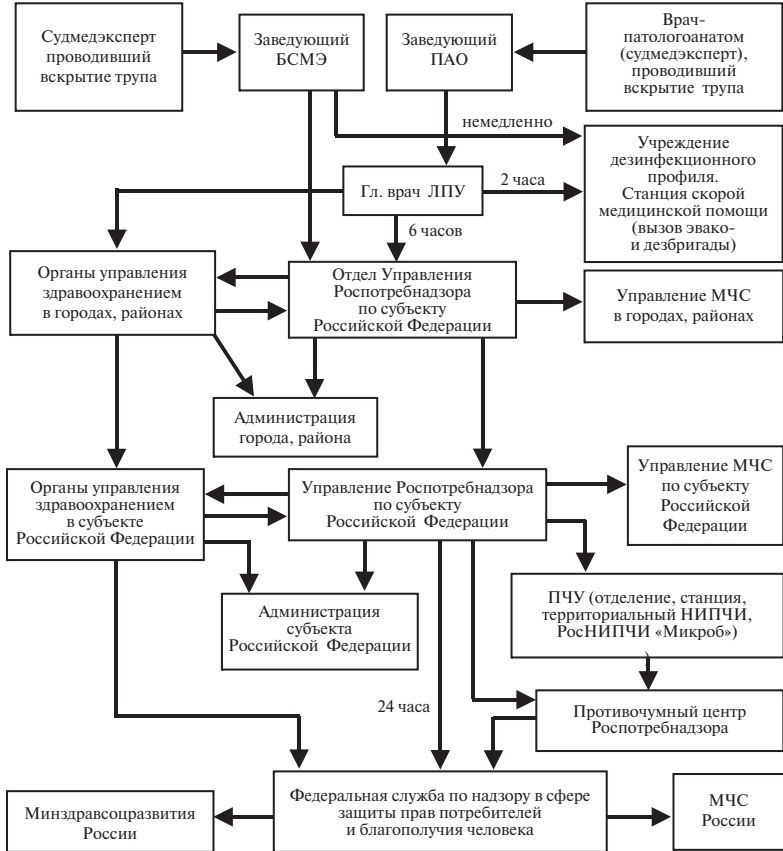 Судмедэксперт
проводивший
вскрытие трупа
Заведующий
БСМЭ
Заведующий
ПАО
Врач-
патологоанатом
(судмедэксперт),
проводивший
вскрытие трупа
немедленно
Учреждение
дезинфекционного
профиля.
Станция скорой
медицинской помощи
(вызов эвако-
и дезбригады)
Гл. врач ЛПУ
2 часа
6 часов
Органы управления
здравоохранением
в городах, районах
Отдел Управления
Роспотребнадзора
по субъекту
Российской Федерации
Управление МЧС
в городах, районах
Администрация
города, района
Органы управления
здравоохранением
в субъекте
Российской Федерации
Управление Роспотребнадзора
по субъекту
Российской Федерации
Управление МЧС
по субъекту
Российской
Федерации
Администрация
субъекта
Российской Федерации
ПЧУ (отделение, станция,
территориальный НИПЧИ,
РосНИПЧИ «Микроб»)
)
24 часа
Противочумный центр
Роспотребнадзора
Минздравсоцразвития
России
Федеральная служба по надзору в сфере
защиты прав потребителей
и благополучия человека
МЧС
России